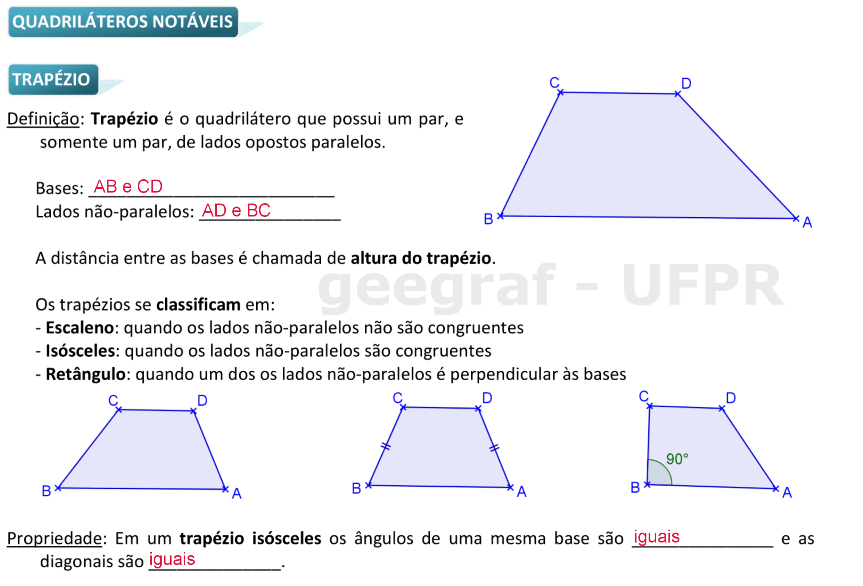 QUADRILÁTEROS NOTÁVEIS
TRAPÉZIO
Definição: Trapézio é o quadrilátero que possui um par, e
somente um par, de lados opostos paralelos.
C D
B A
Bases: AB e CD
Lados não-paralelos: AD e BC
A distância entre as bases é chamada de altura do trapézio.
geegraf - UFPR
Os trapézios se classificam em:
- Escaleno: quando os lados não-paralelos não são congruentes
- Isósceles: quando os lados não-paralelos são congruentes
- Retângulo: quando um dos os lados não-paralelos é perpendicular às bases
C D C D C D
90°
B A B A B A
Propriedade: Em um trapézio isósceles os ângulos de uma mesma base são iguais e as
diagonais são iguais.